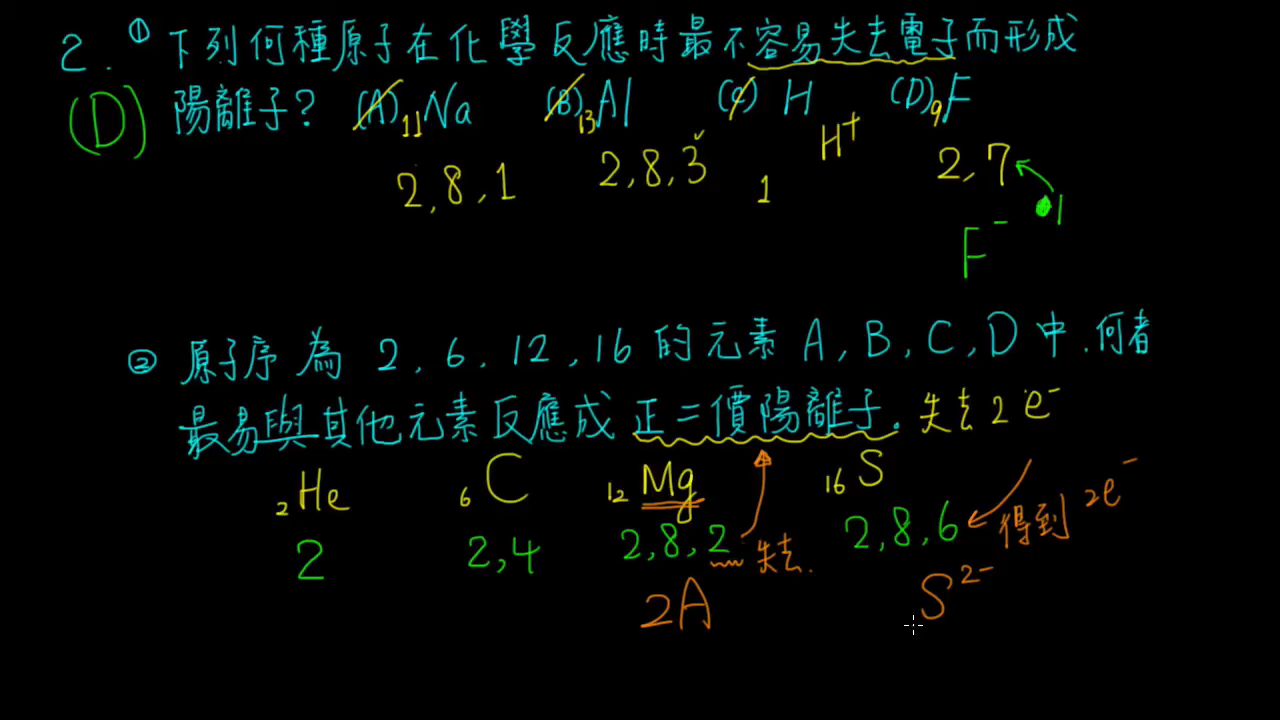 2. ① 下列何種原子在化學反應時最不容易失去電子而形成
(D) 陽離子? (A) 11Na (B) 13Al (C) H (D) 9F
H⁺
2,8,1 2,8,3 1 2,7
1
F⁻
② 原子序為 2, 6, 12, 16 的元素 A, B, C, D 中, 何者
最易與其他元素反應成正二價陽離子. 失去2e⁻
2He 6C 12Mg 16S
2 2,4 2,8,2 失去. 2,8,6 得到 2e⁻
2A S²⁻